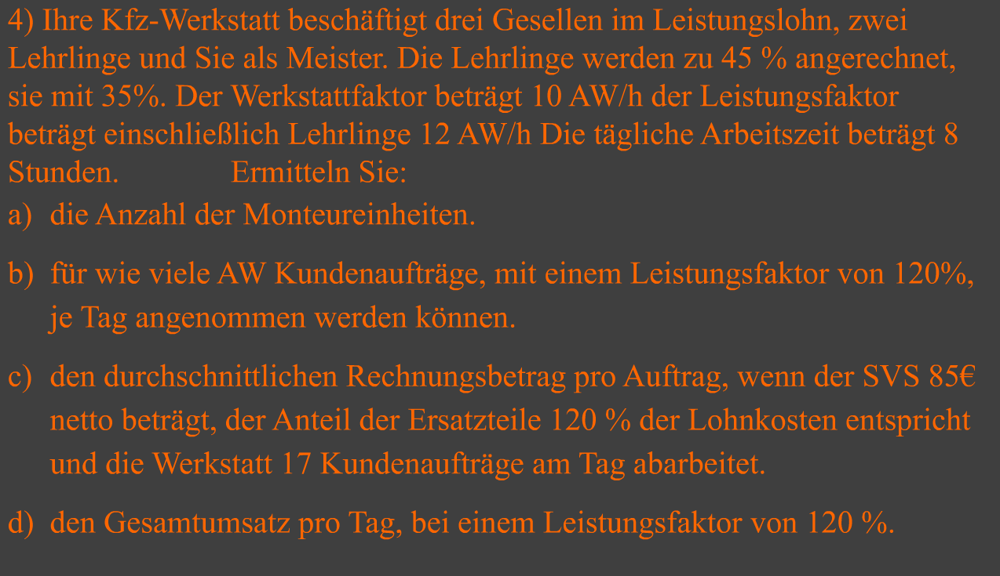 4) Ihre Kfz-Werkstatt beschäftigt drei Gesellen im Leistungslohn, zwei
Lehrlinge und Sie als Meister. Die Lehrlinge werden zu 45 % angerechnet,
sie mit 35%. Der Werkstattfaktor beträgt 10 AW/h der Leistungsfaktor
beträgt einschließlich Lehrlinge 12 AW/h Die tägliche Arbeitszeit beträgt 8
Stunden. Ermitteln Sie:
a) die Anzahl der Monteureinheiten.
b) für wie viele AW Kundenaufträge, mit einem Leistungsfaktor von 120%,
je Tag angenommen werden können.
c) den durchschnittlichen Rechnungsbetrag pro Auftrag, wenn der SVS 85€
netto beträgt, der Anteil der Ersatzteile 120 % der Lohnkosten entspricht
und die Werkstatt 17 Kundenaufträge am Tag abarbeitet.
d) den Gesamtumsatz pro Tag, bei einem Leistungsfaktor von 120 %.